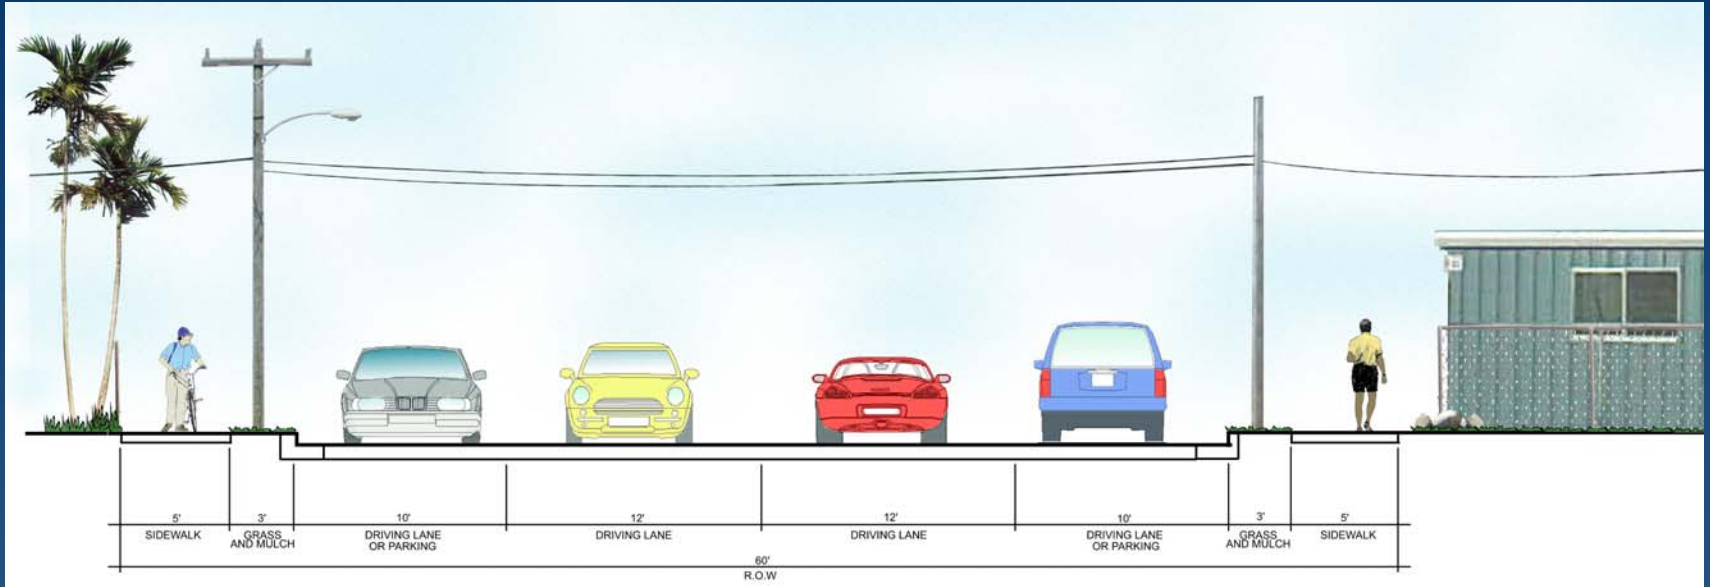 5'
SIDEWALK
3'
GRASS
AND MULCH
10'
DRIVING LANE
OR PARKING
12'
DRIVING LANE
12'
DRIVING LANE
10'
DRIVING LANE
OR PARKING
3'
GRASS
AND MULCH
5'
SIDEWALK
60'
R.O.W